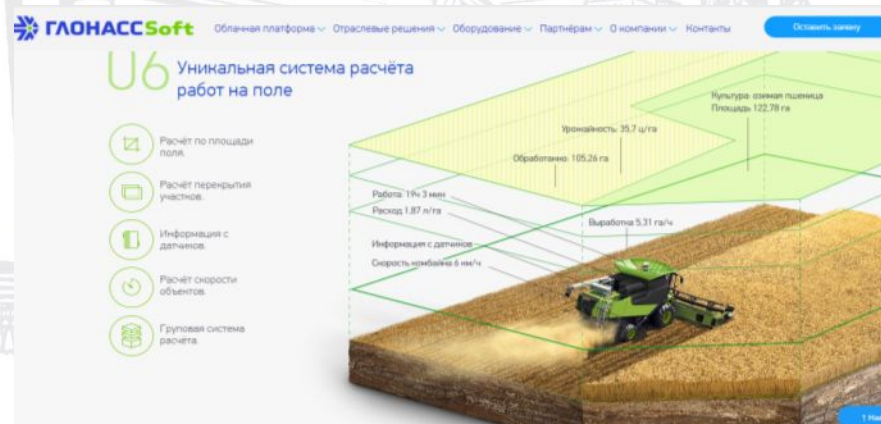 ГЛОНАССSoft
Облачная платформа
Отраслевые решения
Оборудование
Партнёрам
О компании
Контакты
Оставить заявку
06
Уникальная система расчёта
работ на поле
Расчёт по площади
поля.
Расчёт перекрытия
участков.
Информация с
датчиков.
Расчёт скорости
объектов.
Груповая система
расчёта.
Культура: озимая пшеница
Площадь 122,78 га
Урожайность: 35,7 ц/га
Обработанно: 105,26 га
Работа: 19ч 3 мин
Расход 1,87 л/га
Выработка 5,31 га/ч
Информация с датчиков
Скорость комбайна 6 км/ч